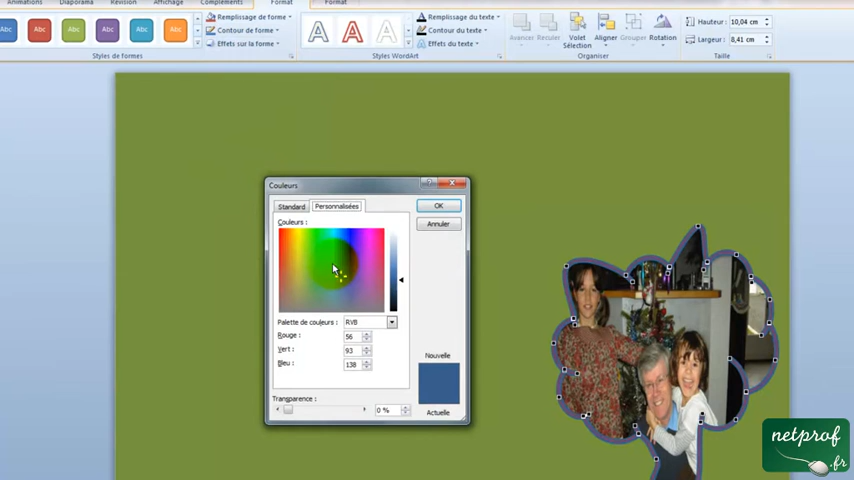 Animations Diaporama Révision Affichage Compléments Format Format
Abc Abc Abc Abc Abc
Remplissage de forme
Contour de forme
Effets sur la forme
Styles de formes
A A A
Remplissage du texte
Contour du texte
Effets du texte
Styles WordArt
Avancer Reculer Volet Sélection Aligner Grouper Rotation
Organiser
Hauteur : 10,04 cm
Largeur : 8,41 cm
Taille
Couleurs
Standard Personnalisées
OK
Annuler
Couleurs :
Palette de couleurs : RVB
Rouge : 56
Vert : 93
Bleu : 138
Transparence :
0 %
Nouvelle
Actuelle
netprof
.fr